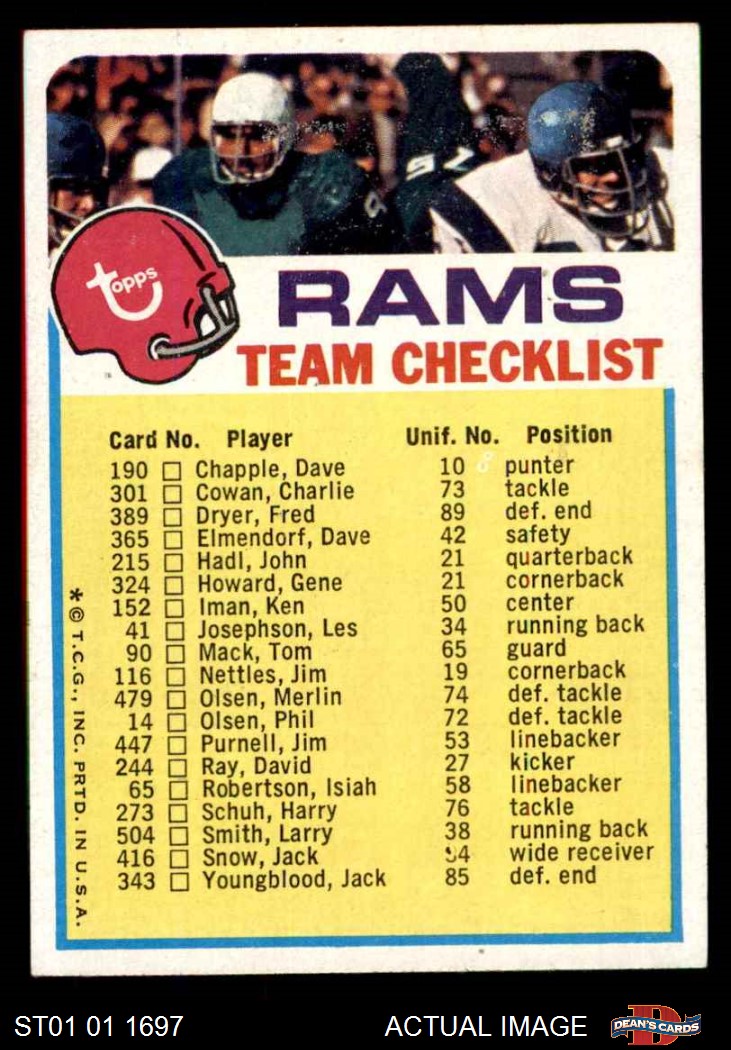 topps
RAMS
TEAM CHECKLIST
Card No. Player Unif. No. Position
190 Chapple, Dave 10 punter
301 Cowan, Charlie 73 tackle
389 Dryer, Fred 89 def. end
365 Elmendorf, Dave 42 safety
215 Hadl, John 21 quarterback
324 Howard, Gene 21 cornerback
152 Iman, Ken 50 center
41 Josephson, Les 34 running back
90 Mack, Tom 65 guard
116 Nettles, Jim 19 cornerback
479 Olsen, Merlin 74 def. tackle
14 Olsen, Phil 72 def. tackle
447 Purnell, Jim 53 linebacker
244 Ray, David 27 kicker
65 Robertson, Isiah 58 linebacker
273 Schuh, Harry 76 tackle
504 Smith, Larry 38 running back
416 Snow, Jack wide receiver
343 Youngblood, Jack 85 def. end
*© T.C.G., INC. PRTD. IN U.S.A.
ST01 01 1697 ACTUAL IMAGE DEAN'S CARDS